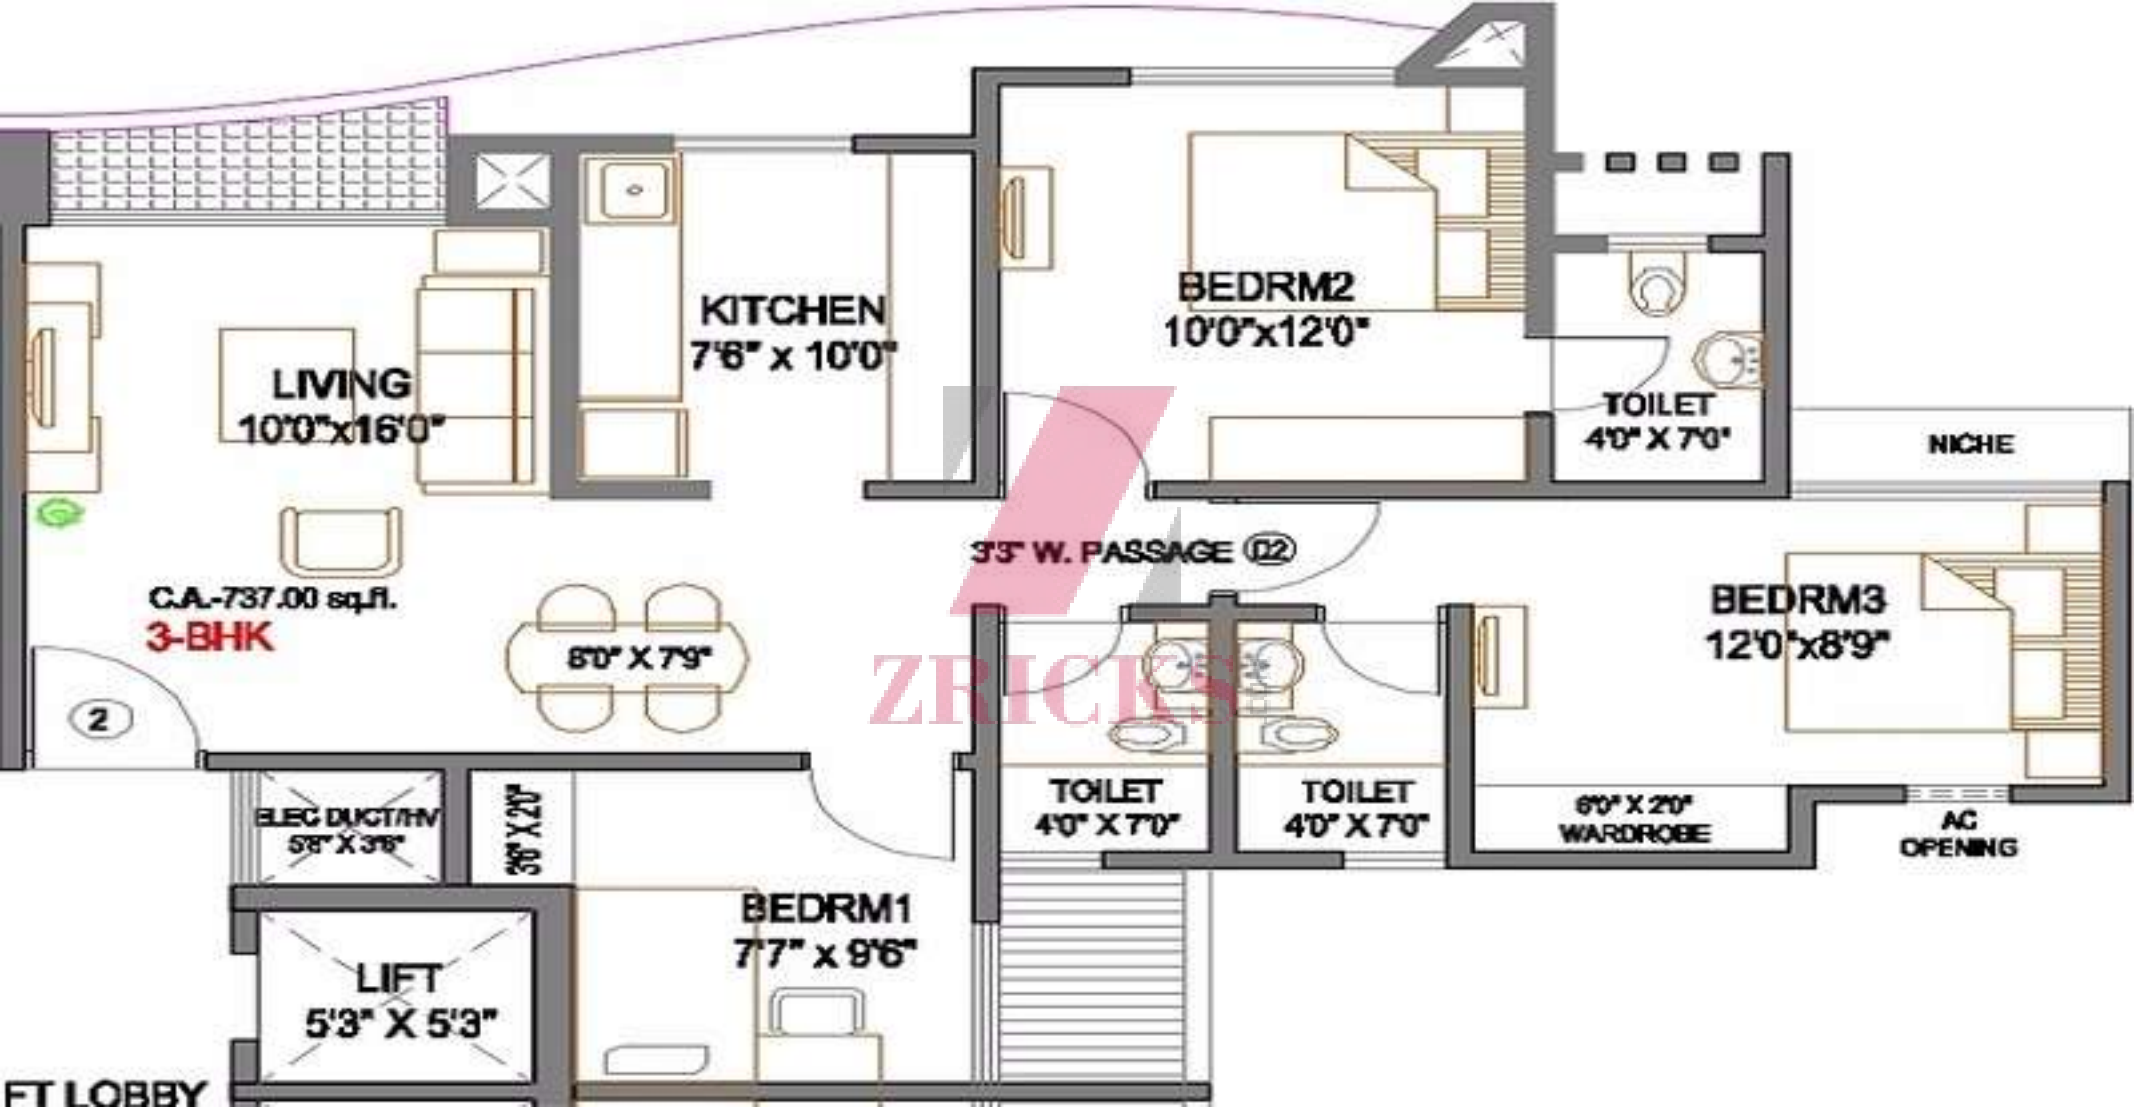 KITCHEN
7'6" x 10'0"
BEDRM2
10'0"x12'0"
LIVING
10'0"x16'0"
TOILET
4'0" X 7'0"
NICHE
3'3" W. PASSAGE D2
C.A.-737.00 sq.ft.
3-BHK
8'0" X 7'9"
BEDRM3
12'0"x8'9"
ZRICKS
2
TOILET
4'0" X 7'0"
TOILET
4'0" X 7'0"
6'0" X 2'0"
WARDROBE
AC
OPENING
ELEC DUCT/HV
5'8" X 3'6"
3'6" X 2'0"
BEDRM1
7'7" x 9'6"
LIFT
5'3" X 5'3"
FT LOBBY